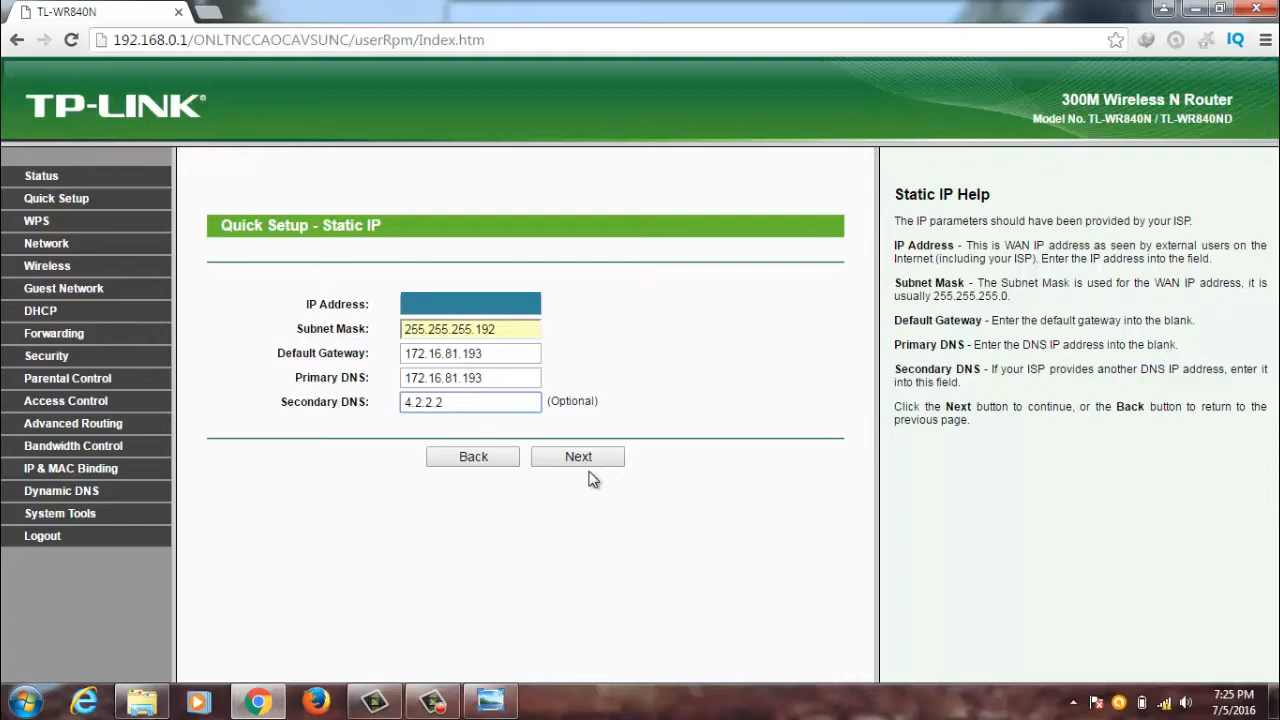 TL-WR840N
192.168.0.1/ONLTNCCAOCAVSUNC/userRpm/Index.htm
IQ
TP-LINK®
300M Wireless N Router
Model No. TL-WR840N / TL-WR840ND
Status
Quick Setup
WPS
Network
Wireless
Guest Network
DHCP
Forwarding
Security
Parental Control
Access Control
Advanced Routing
Bandwidth Control
IP & MAC Binding
Dynamic DNS
System Tools
Logout
Quick Setup - Static IP
IP Address:
Subnet Mask: 255.255.255.192
Default Gateway: 172.16.81.193
Primary DNS: 172.16.81.193
Secondary DNS: 4.2.2.2 (Optional)
Back Next
Static IP Help
The IP parameters should have been provided by your ISP.
IP Address - This is WAN IP address as seen by external users on the
Internet (including your ISP). Enter the IP address into the field.
Subnet Mask - The Subnet Mask is used for the WAN IP address, it is
usually 255.255.255.0.
Default Gateway - Enter the default gateway into the blank.
Primary DNS - Enter the DNS IP address into the blank.
Secondary DNS - If your ISP provides another DNS IP address, enter it
into this field.
Click the Next button to continue, or the Back button to return to the
previous page.
7:25 PM
7/5/2016